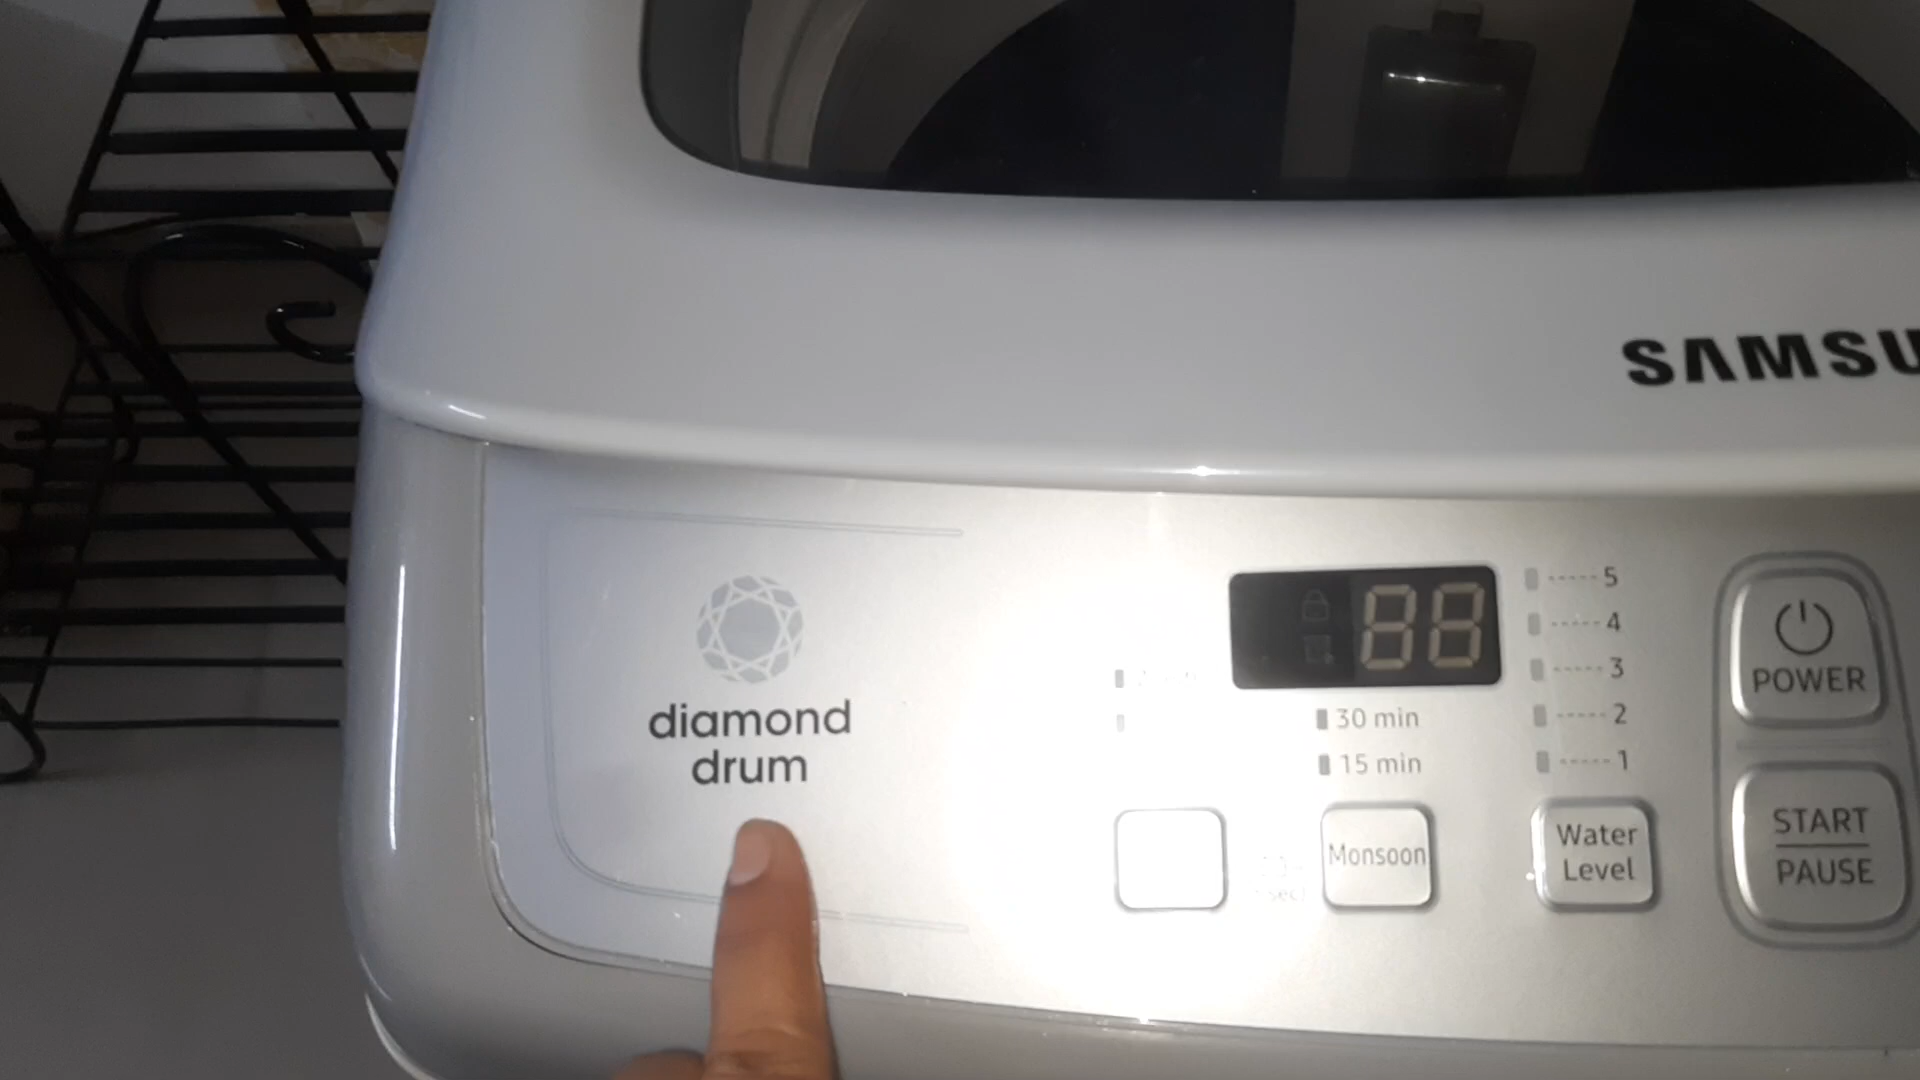 SAMSU
diamond
drum
88
5
4
3
2
1
30 min
15 min
Monsoon
Water
Level
POWER
START
PAUSE